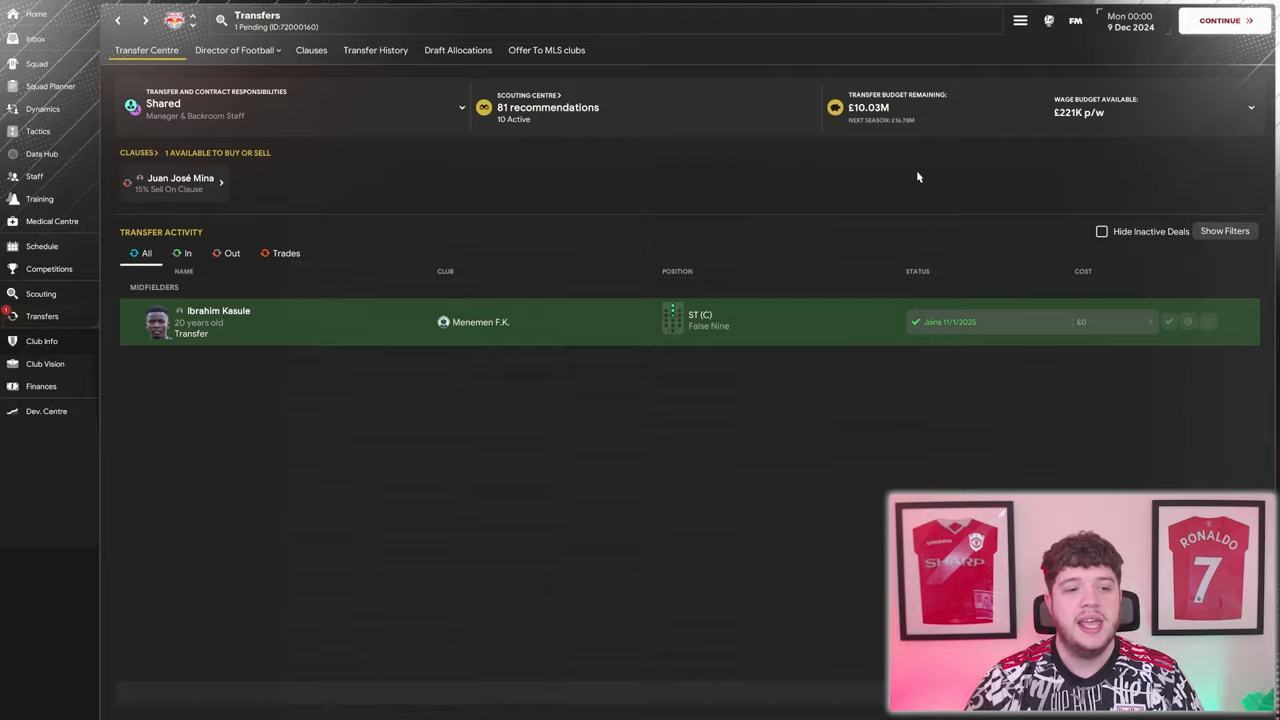 Home
Inbox
Squad
Squad Planner
Dynamics
Tactics
Data Hub
Staff
Training
Medical Centre
Schedule
Competitions
Scouting
1
Transfers
Club Info
Club Vision
Finances
Dev. Centre
Transfers
1 Pending (ID:72000160)
FM
Mon 00:00
9 Dec 2024
CONTINUE
Transfer Centre
Director of Football
Clauses
Transfer History
Draft Allocations
Offer To MLS clubs
TRANSFER AND CONTRACT RESPONSIBILITIES
Shared
Manager & Backroom Staff
SCOUTING CENTRE
81 recommendations
10 Active
TRANSFER BUDGET REMAINING:
£10.03M
NEXT SEASON: £16.78M
WAGE BUDGET AVAILABLE:
£221K p/w
CLAUSES 1 AVAILABLE TO BUY OR SELL
Juan José Mina
15% Sell On Clause
TRANSFER ACTIVITY
Hide Inactive Deals
Show Filters
All
In
Out
Trades
NAME CLUB POSITION STATUS COST
MIDFIELDERS
Ibrahim Kasule
20 years old
Transfer
Menemen F.K.
ST (C)
False Nine
Joins 11/1/2025
£0
SHARP
RONALDO
7
HIP HOP